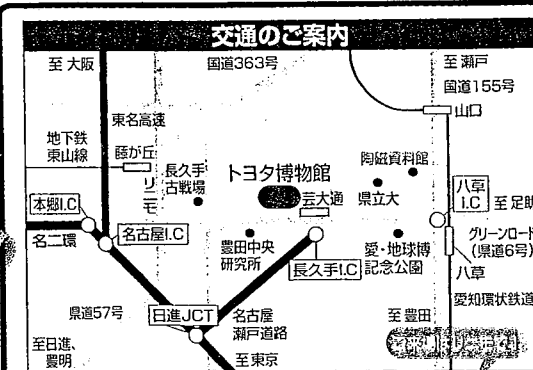 交通のご案内
至 大阪
国道363号
至 瀬戸
国道155号
山口
東名高速
地下鉄
東山線
藤が丘
リニモ
長久手
古戦場
トヨタ博物館
陶磁資料館
芸大通
県立大
八草
I.C
至 足助
本郷I.C
名古屋I.C
名二環
豊田中央
研究所
長久手I.C
愛・地球博
記念公園
グリーンロード
(県道6号)
八草
愛知環状鉄道
県道57号
日進JCT
名古屋
瀬戸道路
至 豊田
至日進、
豊明
至東京